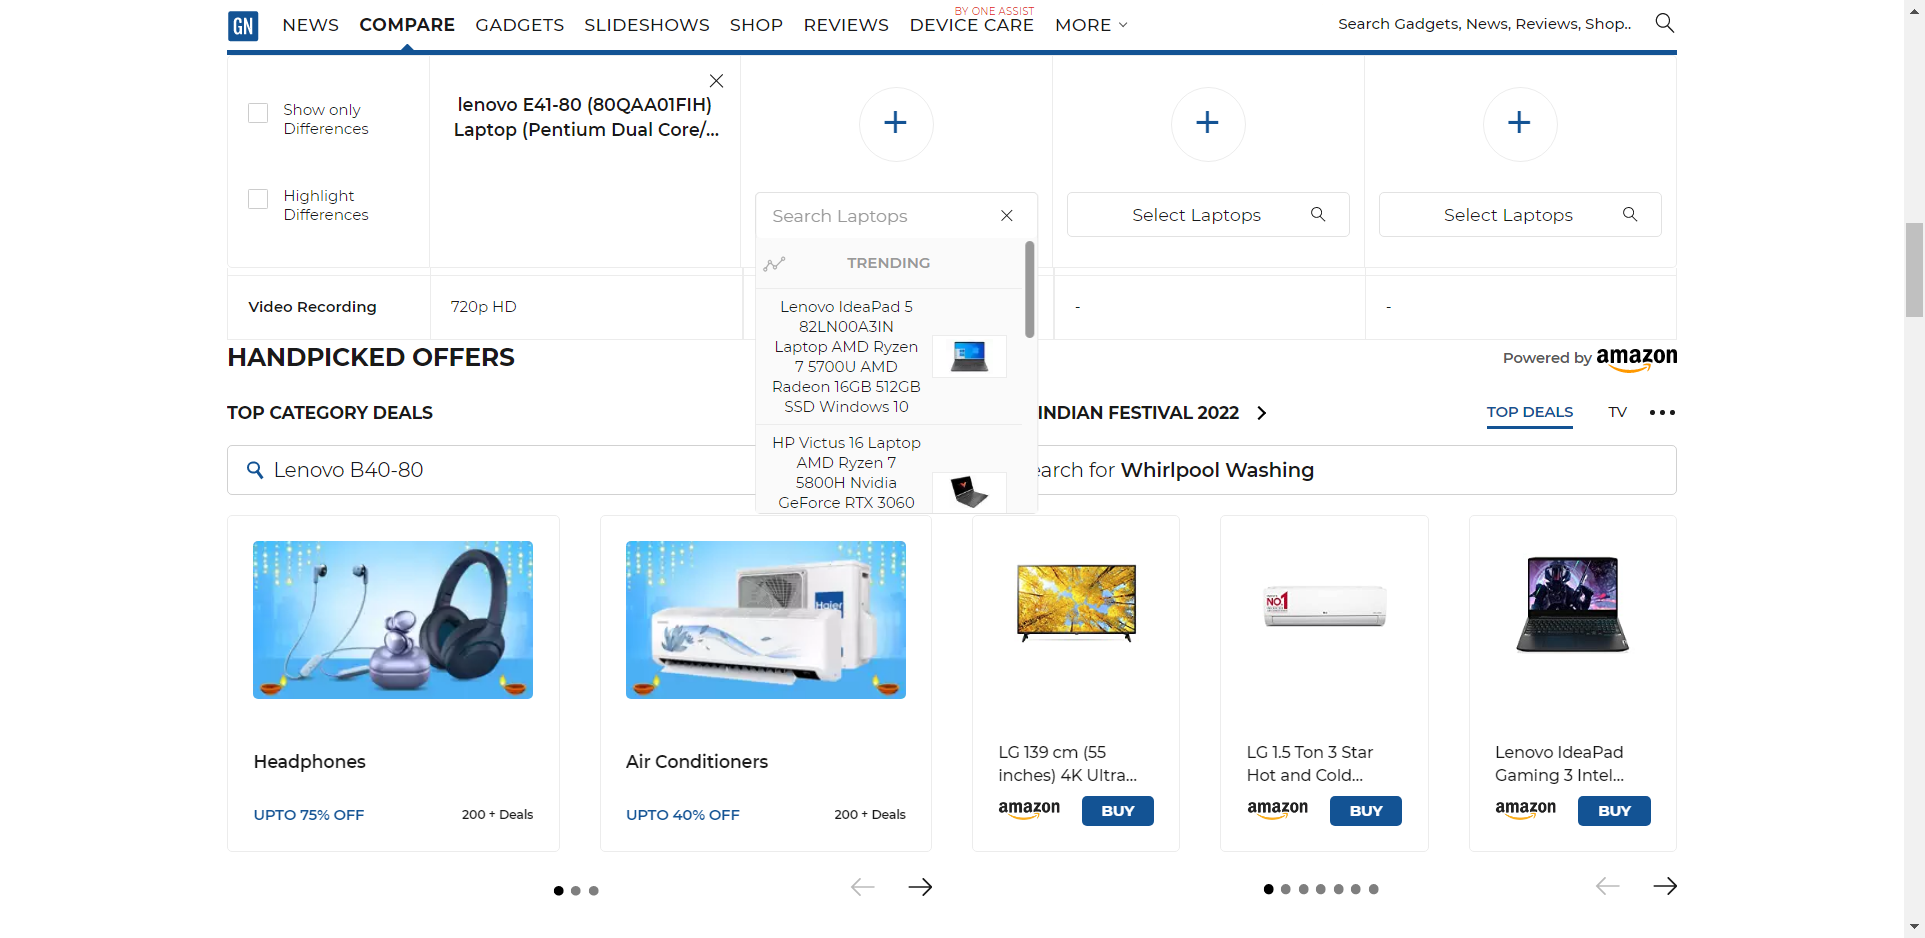 GN NEWS COMPARE GADGETS SLIDESHOWS SHOP REVIEWS DEVICE CARE MORE
BY ONE ASSIST
Search Gadgets, News, Reviews, Shop..
Show only
Differences
Highlight
Differences
lenovo E41-80 (80QAA01FIH)
Laptop (Pentium Dual Core/...
Search Laptops
Select Laptops
Select Laptops
TRENDING
Lenovo IdeaPad 5
82LN00A3IN
Laptop AMD Ryzen
7 5700U AMD
Radeon 16GB 512GB
SSD Windows 10
HP Victus 16 Laptop
AMD Ryzen 7
5800H Nvidia
GeForce RTX 3060
Video Recording 720p HD - -
HANDPICKED OFFERS
Powered by amazon
TOP CATEGORY DEALS
INDIAN FESTIVAL 2022
TOP DEALS TV
Lenovo B40-80
earch for Whirlpool Washing
Haier
Headphones
UPTO 75% OFF 200 + Deals
Air Conditioners
UPTO 40% OFF 200 + Deals
LG 139 cm (55
inches) 4K Ultra...
amazon BUY
NO.1
LG 1.5 Ton 3 Star
Hot and Cold...
amazon BUY
Lenovo IdeaPad
Gaming 3 Intel...
amazon BUY